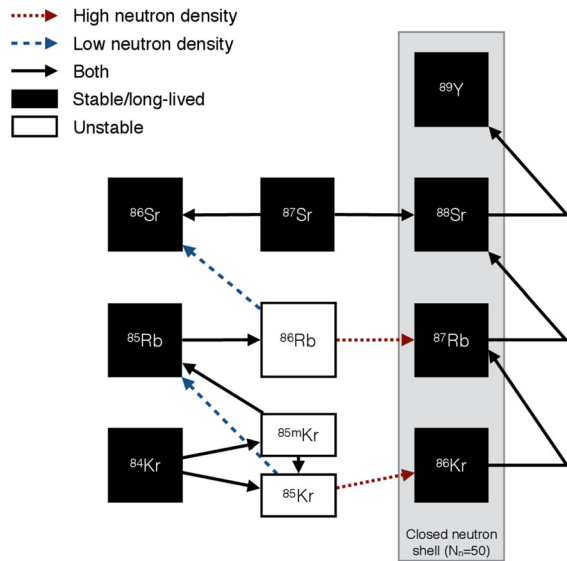 High neutron density
Low neutron density
Both
Stable/long-lived
Unstable
⁸⁹Y
⁸⁶Sr
⁸⁷Sr
⁸⁸Sr
⁸⁵Rb
⁸⁶Rb
⁸⁷Rb
⁸⁵ᵐKr
⁸⁴Kr
⁸⁵Kr
⁸⁶Kr
Closed neutron
shell (Nₙ=50)